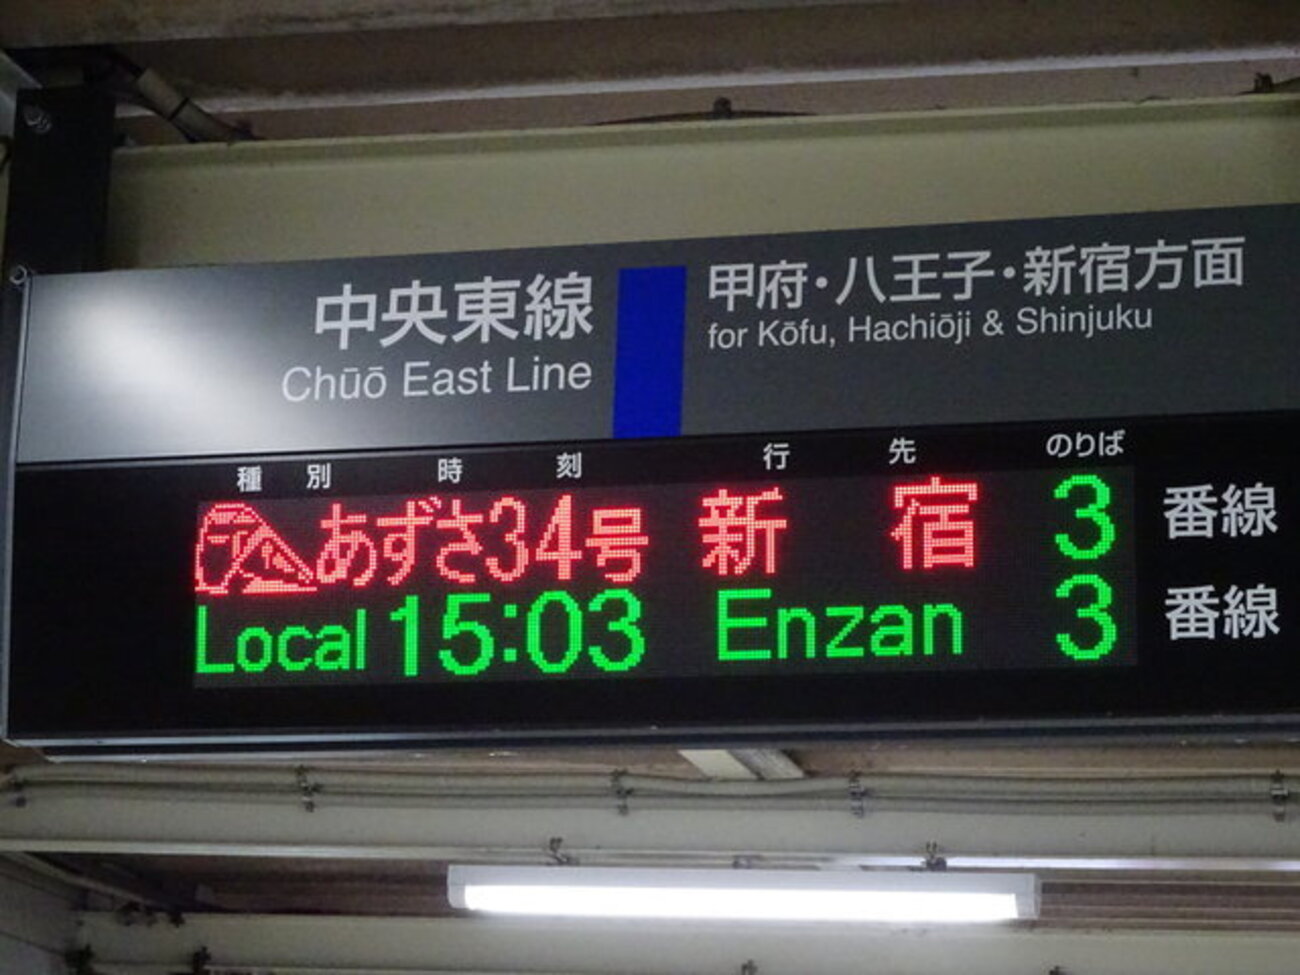 中央東線
Chūō East Line
甲府・八王子・新宿方面
for Kōfu, Hachiōji & Shinjuku
種別 時刻 行先 のりば
あずさ34号 新宿 3 番線
Local 15:03 Enzan 3 番線